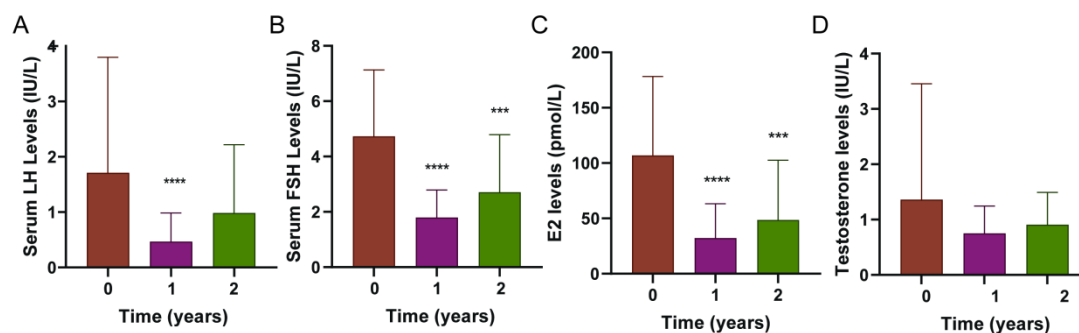 A
Serum LH Levels (IU/L)
4
3
2
1
0
****
0 1 2
Time (years)
B
Serum FSH Levels (IU/L)
8
6
4
2
0
****
***
0 1 2
Time (years)
C
E2 levels (pmol/L)
200
150
100
50
0
****
***
0 1 2
Time (years)
D
Testosterone levels (IU/L)
4
3
2
1
0
0 1 2
Time (years)